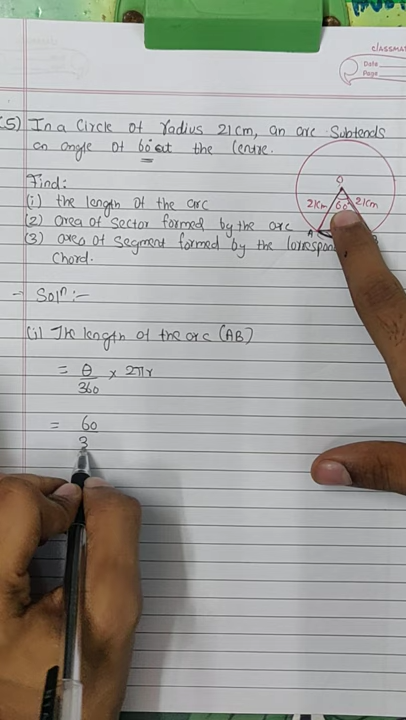 CLASSMAT
Date
Page
5) In a Circle of radius 21cm, an arc Subtends
an angle of 60° at the Centre.
Find:
(i) the length of the arc
(2) area of Sector formed by the arc
(3) area of Segment formed by the Correspon
Chord.
O
21cm 60° 21cm
A
- Solⁿ :-
(i) The length of the arc (AB)
= θ/360 × 2πr
= 60
3